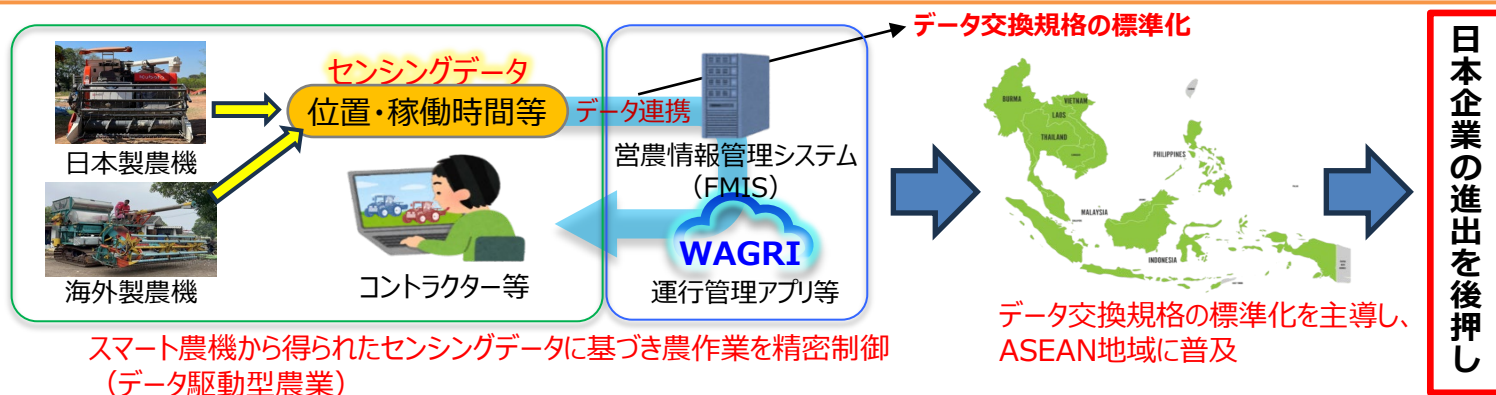 データ交換規格の標準化
センシングデータ
位置・稼働時間等
データ連携
日本製農機
海外製農機
コントラクター等
営農情報管理システム
（FMIS）
WAGRI
運行管理アプリ等
スマート農機から得られたセンシングデータに基づき農作業を精密制御
（データ駆動型農業）
BURMA
VIETNAM
LAOS
THAILAND
PHILIPPINES
MALAYSIA
INDONESIA
データ交換規格の標準化を主導し、
ASEAN地域に普及
日本企業の進出を後押し